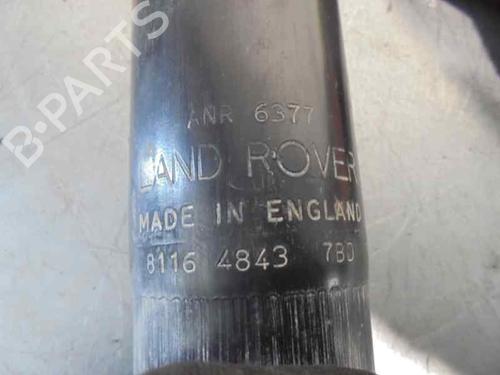 B-PARTS
ANR 6377
LAND ROVER
MADE IN ENGLAND
8116 4843 7BD